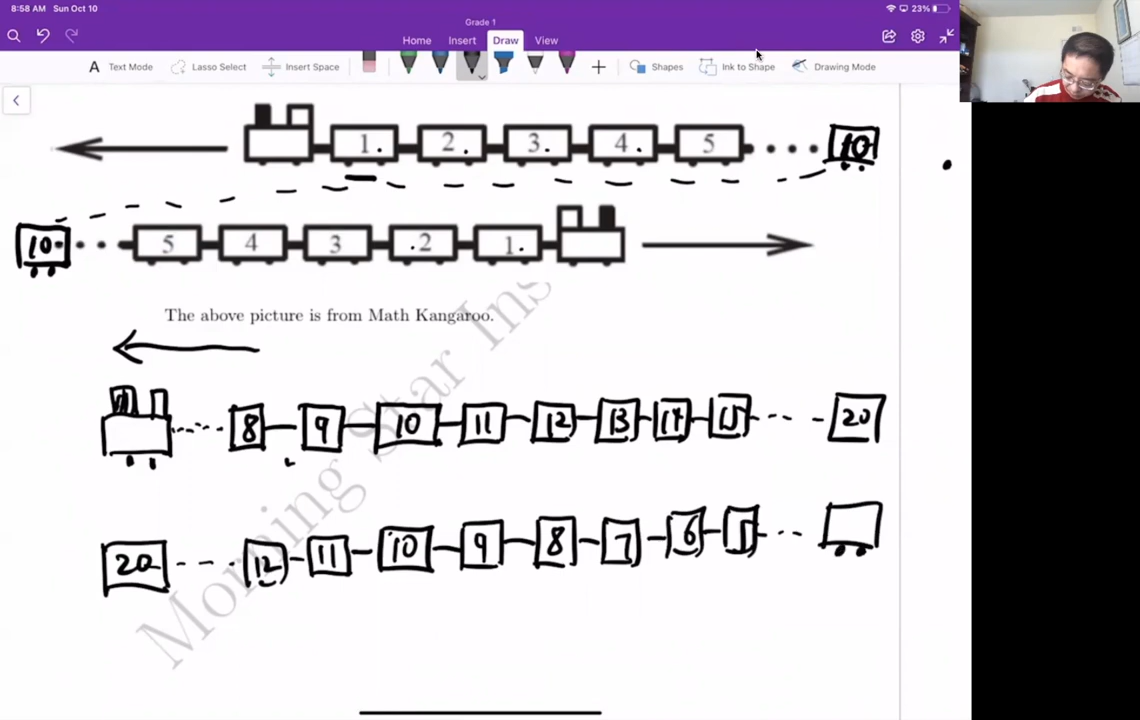 8:58 AM Sun Oct 10
23%
Grade 1
Home Insert Draw View
Text Mode Lasso Select Insert Space Shapes Ink to Shape Drawing Mode
1. 2. 3. 4. 5 10
10 5 4 3 .2 1.
The above picture is from Math Kangaroo.
8 9 10 11 12 13 14 15 20
20 12 11 10 9 8 7 6 5
Morning Star Ins